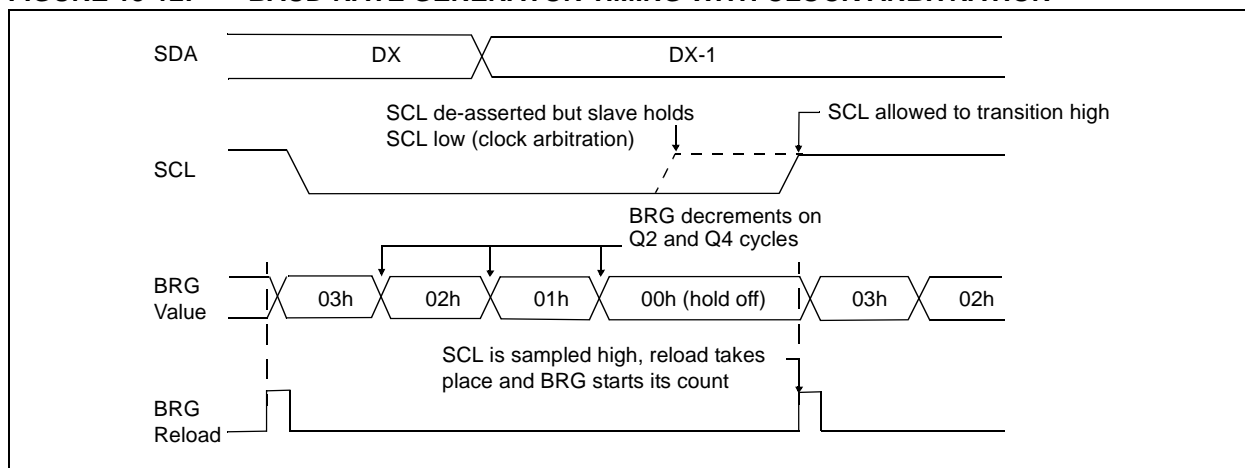 SDA
DX
DX-1
SCL de-asserted but slave holds
SCL low (clock arbitration)
SCL allowed to transition high
SCL
BRG decrements on
Q2 and Q4 cycles
BRG
Value
03h
02h
01h
00h (hold off)
03h
02h
SCL is sampled high, reload takes
place and BRG starts its count
BRG
Reload